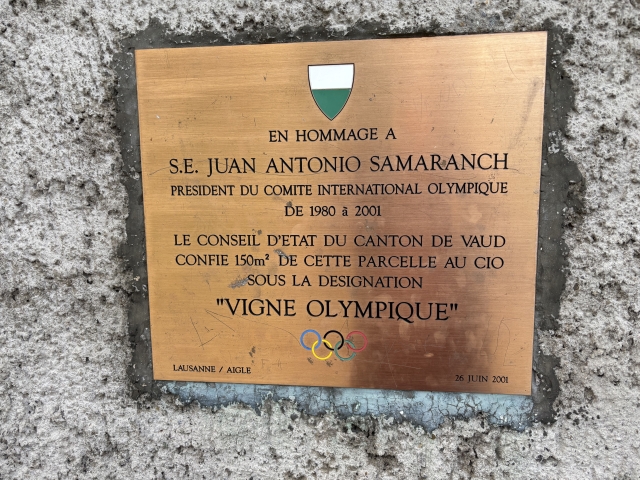 EN HOMMAGE A
S.E. JUAN ANTONIO SAMARANCH
PRESIDENT DU COMITE INTERNATIONAL OLYMPIQUE
DE 1980 à 2001
LE CONSEIL D'ETAT DU CANTON DE VAUD
CONFIE 150m² DE CETTE PARCELLE AU CIO
SOUS LA DESIGNATION
"VIGNE OLYMPIQUE"
LAUSANNE / AIGLE
26 JUIN 2001